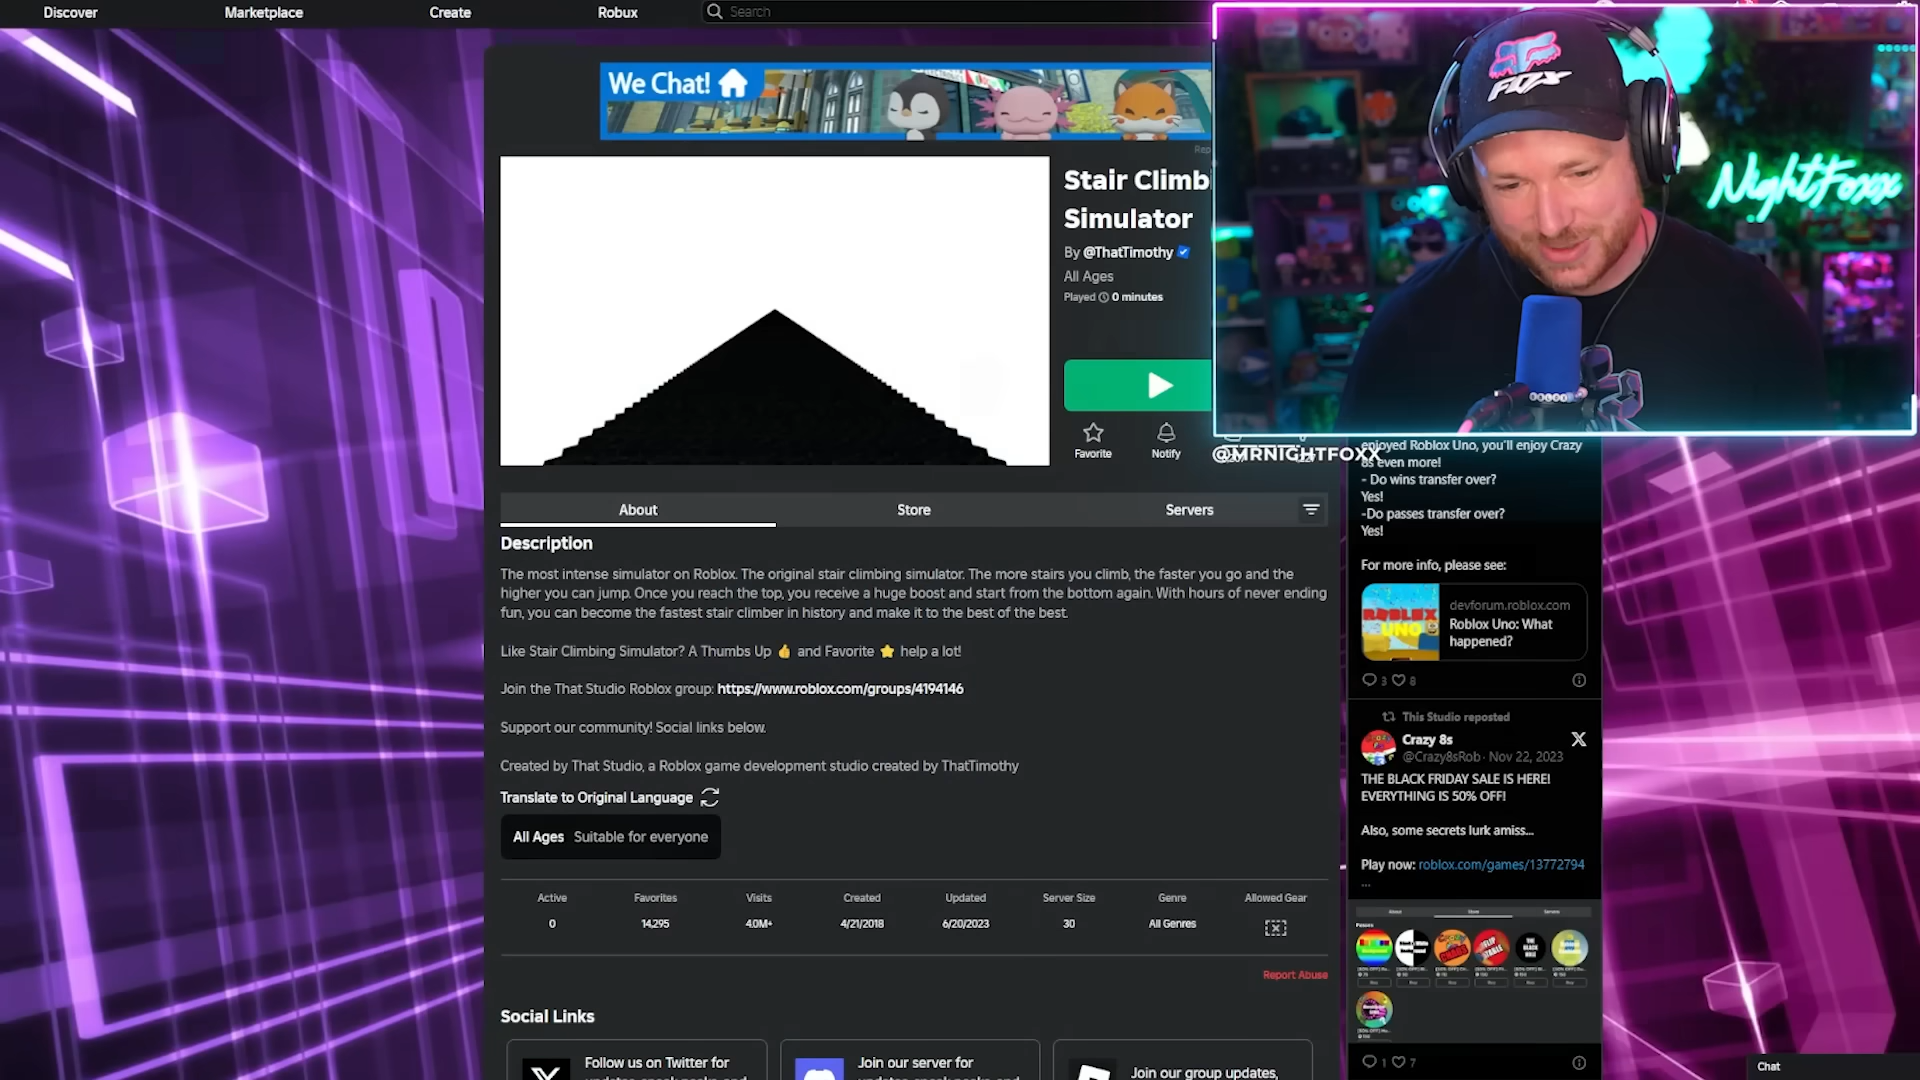 Discover
Marketplace
Create
Robux
Search
We Chat!
Rep
Stair Climb
Simulator
By @ThatTimothy
All Ages
Played 0 minutes
Favorite
Notify
FOX
NightFoxx
@MRNIGHTFOXX
About
Store
Servers
Description
The most intense simulator on Roblox. The original stair climbing simulator. The more stairs you climb, the faster you go and the
higher you can jump. Once you reach the top, you receive a huge boost and start from the bottom again. With hours of never ending
fun, you can become the fastest stair climber in history and make it to the best of the best.
Like Stair Climbing Simulator? A Thumbs Up 👍 and Favorite ⭐ help a lot!
Join the That Studio Roblox group: https://www.roblox.com/groups/4194146
Support our community! Social links below.
Created by That Studio, a Roblox game development studio created by ThatTimothy
Translate to Original Language
All Ages Suitable for everyone
Active Favorites Visits Created Updated Server Size Genre Allowed Gear
0 14,295 4.0M+ 4/21/2018 6/20/2023 30 All Genres
Report Abuse
Social Links
Follow us on Twitter for
Join our server for
Join our group updates,
enjoyed Roblox Uno, you'll enjoy Crazy
8s even more!
- Do wins transfer over?
Yes!
-Do passes transfer over?
Yes!
For more info, please see:
ROBLOX
UNO
devforum.roblox.com
Roblox Uno: What
happened?
3 8
This Studio reposted
Crazy 8s
@Crazy8sRob · Nov 22, 2023
THE BLACK FRIDAY SALE IS HERE!
EVERYTHING IS 50% OFF!
Also, some secrets lurk amiss...
Play now: roblox.com/games/13772794
...
About
Store
Servers
1 7
Chat